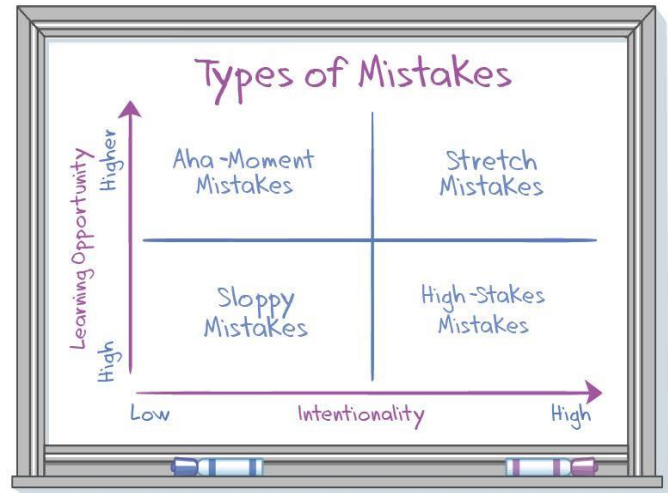 Types of Mistakes
Learning Opportunity
Higher
High
Aha-Moment
Mistakes
Stretch
Mistakes
Sloppy
Mistakes
High-Stakes
Mistakes
Low
Intentionality
High